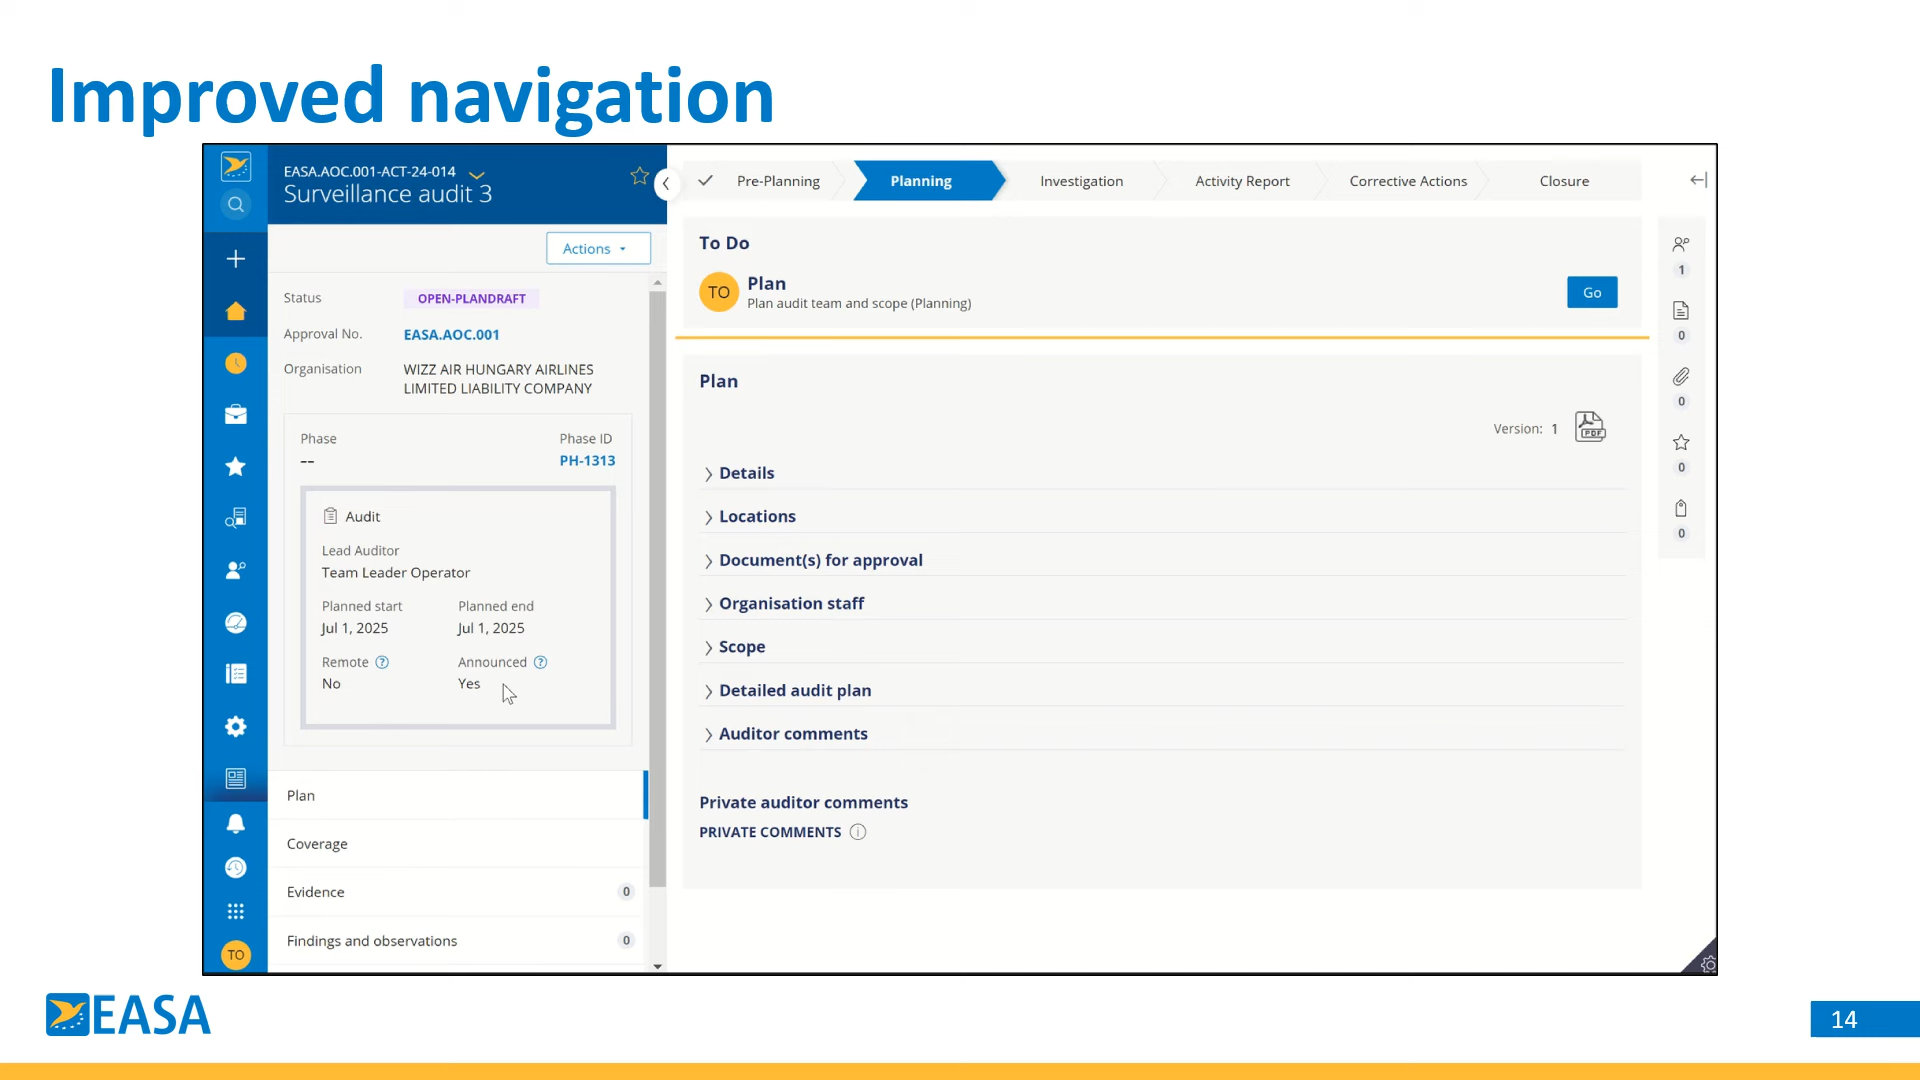 Improved navigation
EASA.AOC.001-ACT-24-014
Surveillance audit 3
Actions
Status
OPEN-PLANDRAFT
Approval No.
EASA.AOC.001
Organisation
WIZZ AIR HUNGARY AIRLINES
LIMITED LIABILITY COMPANY
Phase
Phase ID
--
PH-1313
Audit
Lead Auditor
Team Leader Operator
Planned start
Planned end
Jul 1, 2025
Jul 1, 2025
Remote ?
Announced ?
No
Yes
Plan
Coverage
Evidence 0
Findings and observations 0
TO
Pre-Planning
Planning
Investigation
Activity Report
Corrective Actions
Closure
To Do
TO
Plan
Plan audit team and scope (Planning)
Go
Plan
Version: 1
PDF
Details
Locations
Document(s) for approval
Organisation staff
Scope
Detailed audit plan
Auditor comments
Private auditor comments
PRIVATE COMMENTS i
1
0
0
0
0
EASA
14